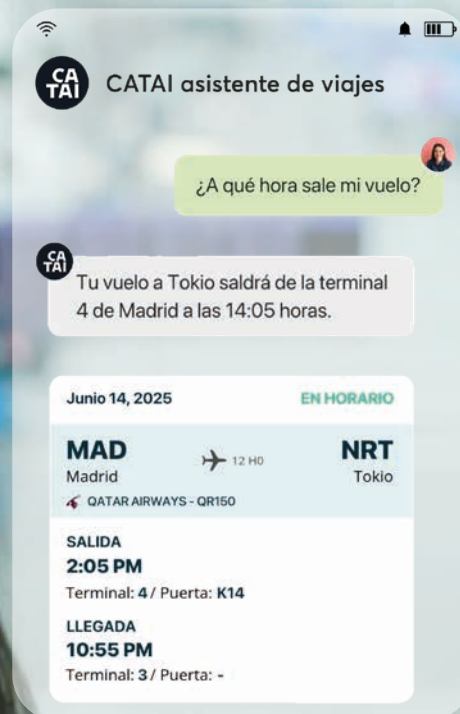 CA
TAI
CATAI asistente de viajes
¿A qué hora sale mi vuelo?
CA
TAI
Tu vuelo a Tokio saldrá de la terminal
4 de Madrid a las 14:05 horas.
Junio 14, 2025 EN HORARIO
MAD 12 H0 NRT
Madrid Tokio
QATAR AIRWAYS - QR150
SALIDA
2:05 PM
Terminal: 4 / Puerta: K14
LLEGADA
10:55 PM
Terminal: 3 / Puerta: -